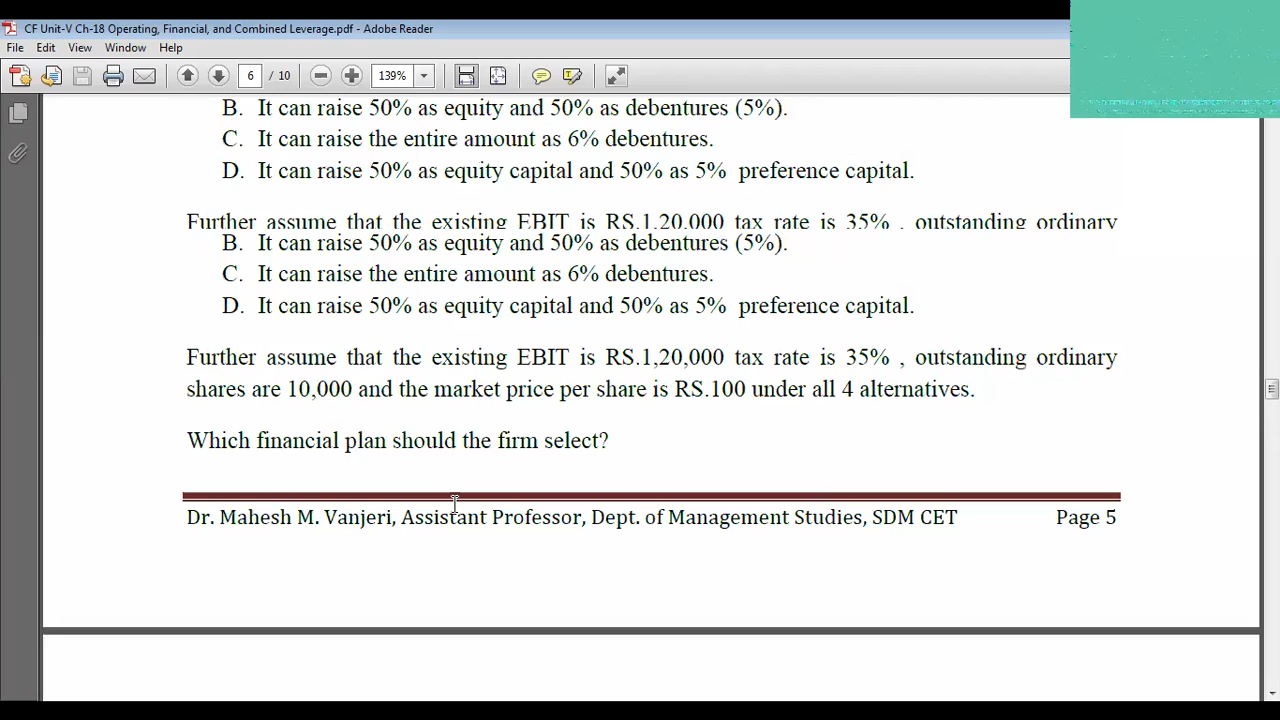 CF Unit-V Ch-18 Operating, Financial, and Combined Leverage.pdf - Adobe Reader
File Edit View Window Help
6 / 10 139%
B. It can raise 50% as equity and 50% as debentures (5%).
C. It can raise the entire amount as 6% debentures.
D. It can raise 50% as equity capital and 50% as 5% preference capital.
Further assume that the existing EBIT is RS.1,20,000 tax rate is 35% , outstanding ordinary
B. It can raise 50% as equity and 50% as debentures (5%).
C. It can raise the entire amount as 6% debentures.
D. It can raise 50% as equity capital and 50% as 5% preference capital.
Further assume that the existing EBIT is RS.1,20,000 tax rate is 35% , outstanding ordinary
shares are 10,000 and the market price per share is RS.100 under all 4 alternatives.
Which financial plan should the firm select?
Dr. Mahesh M. Vanjeri, Assistant Professor, Dept. of Management Studies, SDM CET Page 5